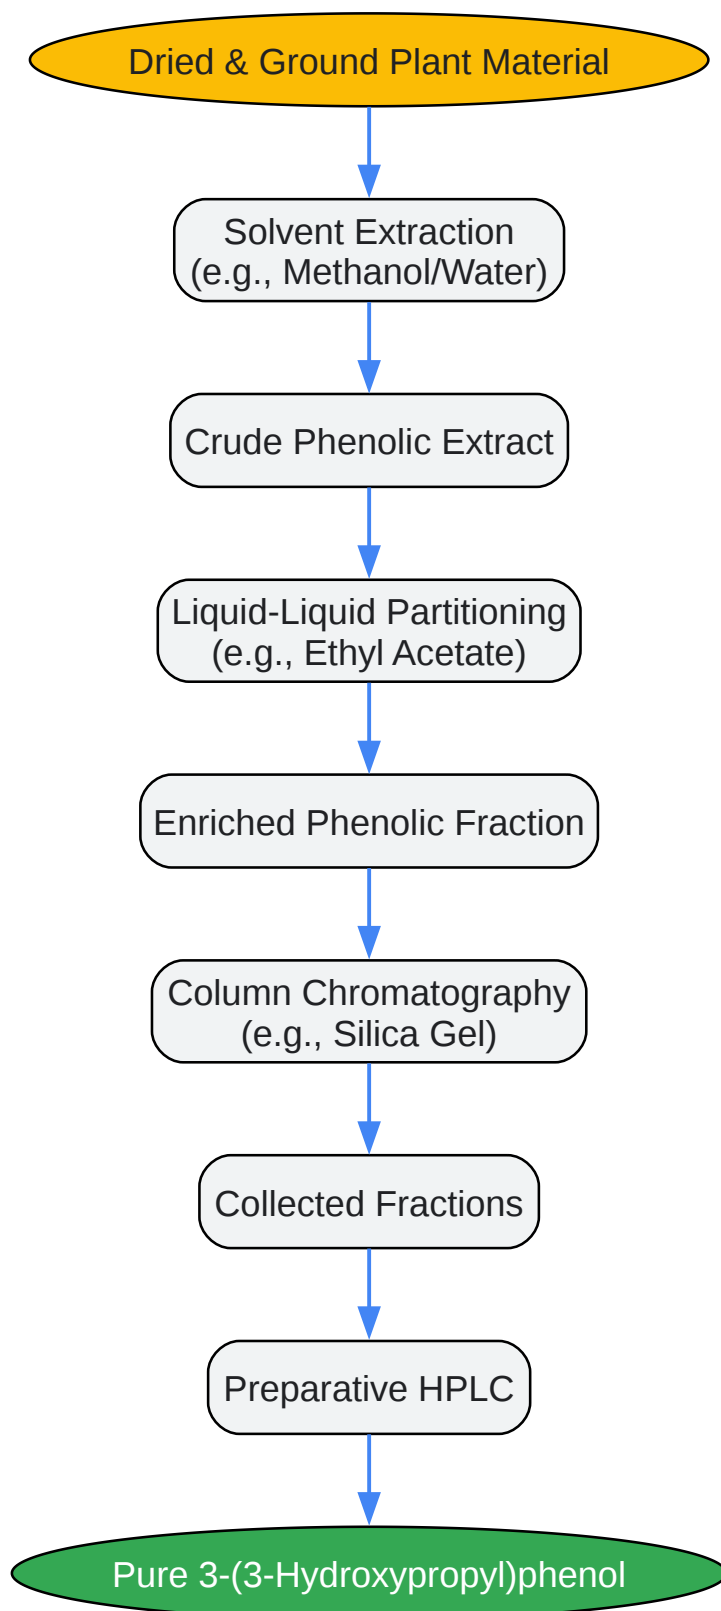 Dried & Ground Plant Material
Solvent Extraction
(e.g., Methanol/Water)
Crude Phenolic Extract
Liquid-Liquid Partitioning
(e.g., Ethyl Acetate)
Enriched Phenolic Fraction
Column Chromatography
(e.g., Silica Gel)
Collected Fractions
Preparative HPLC
Pure 3-(3-Hydroxypropyl)phenol